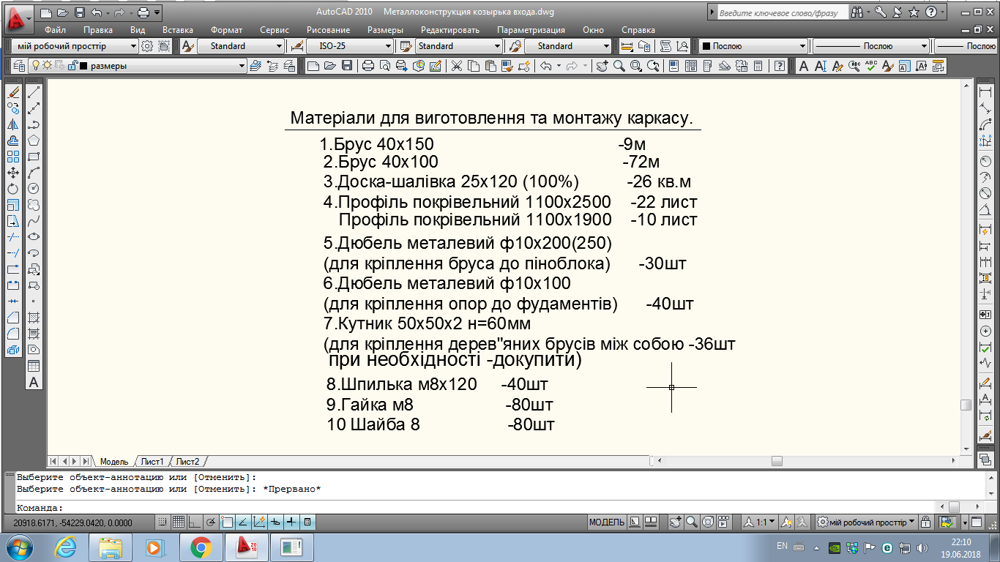 AutoCAD 2010 Металлоконструкция козырька входа.dwg
Введите ключевое слово/фразу
Файл Правка Вид Вставка Формат Сервис Рисование Размеры Редактировать Параметризация Окно Справка
мій робочий просттір Standard ISO-25 Standard Standard Послою Послою Послою
размеры
Матеріали для виготовлення та монтажу каркасу.
1.Брус 40х150 -9м
2.Брус 40х100 -72м
3.Доска-шалівка 25х120 (100%) -26 кв.м
4.Профіль покрівельний 1100х2500 -22 лист
Профіль покрівельний 1100х1900 -10 лист
5.Дюбель металевий ф10х200(250)
(для кріплення бруса до піноблока) -30шт
6.Дюбель металевий ф10х100
(для кріплення опор до фудаментів) -40шт
7.Кутник 50х50х2 н=60мм
(для кріплення дерев"яних брусів між собою -36шт
при необхідності -докупити)
8.Шпилька м8х120 -40шт
9.Гайка м8 -80шт
10 Шайба 8 -80шт
Модель Лист1 Лист2
Выберите объект-аннотацию или [Отменить]:
Выберите объект-аннотацию или [Отменить]: *Прервано*
Команда:
20918.6171, -54229.0420, 0.0000 МОДЕЛЬ 1:1 мій робочий просттір
EN 22:10
19.06.2018